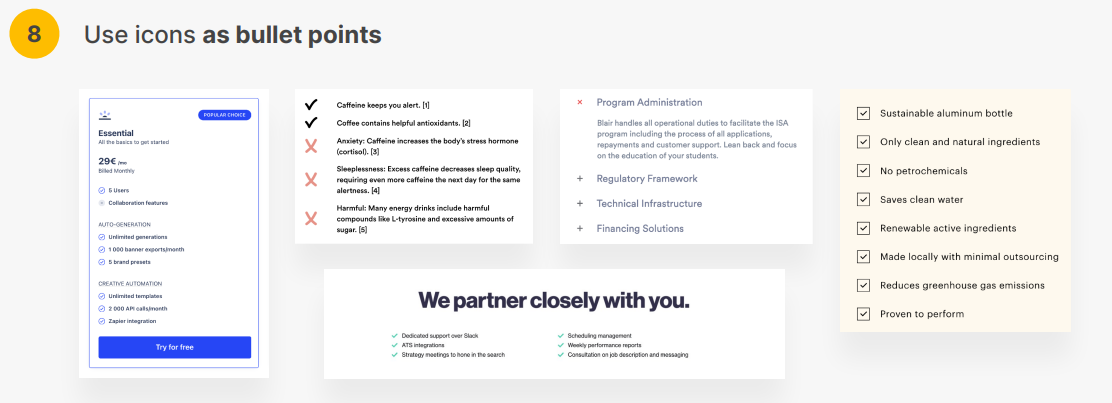 8
Use icons as bullet points
POPULAR CHOICE
Essential
All the basics to get started
29€ /mo
Billed Monthly
5 Users
Collaboration features
AUTO-GENERATION
Unlimited generations
1 000 banner exports/month
5 brand presets
CREATIVE AUTOMATION
Unlimited templates
2 000 API calls/month
Zapier integration
Try for free
Caffeine keeps you alert. [1]
Coffee contains helpful antioxidants. [2]
Anxiety: Caffeine increases the body's stress hormone
(cortisol). [3]
Sleeplessness: Excess caffeine decreases sleep quality,
requiring even more caffeine the next day for the same
alertness. [4]
Harmful: Many energy drinks include harmful
compounds like L-tyrosine and excessive amounts of
sugar. [5]
Program Administration
Blair handles all operational duties to facilitate the ISA
program including the process of all applications,
repayments and customer support. Lean back and focus
on the education of your students.
Regulatory Framework
Technical Infrastructure
Financing Solutions
Sustainable aluminum bottle
Only clean and natural ingredients
No petrochemicals
Saves clean water
Renewable active ingredients
Made locally with minimal outsourcing
Reduces greenhouse gas emissions
Proven to perform
We partner closely with you.
Dedicated support over Slack
ATS integrations
Strategy meetings to hone in the search
Scheduling management
Weekly performance reports
Consultation on job description and messaging